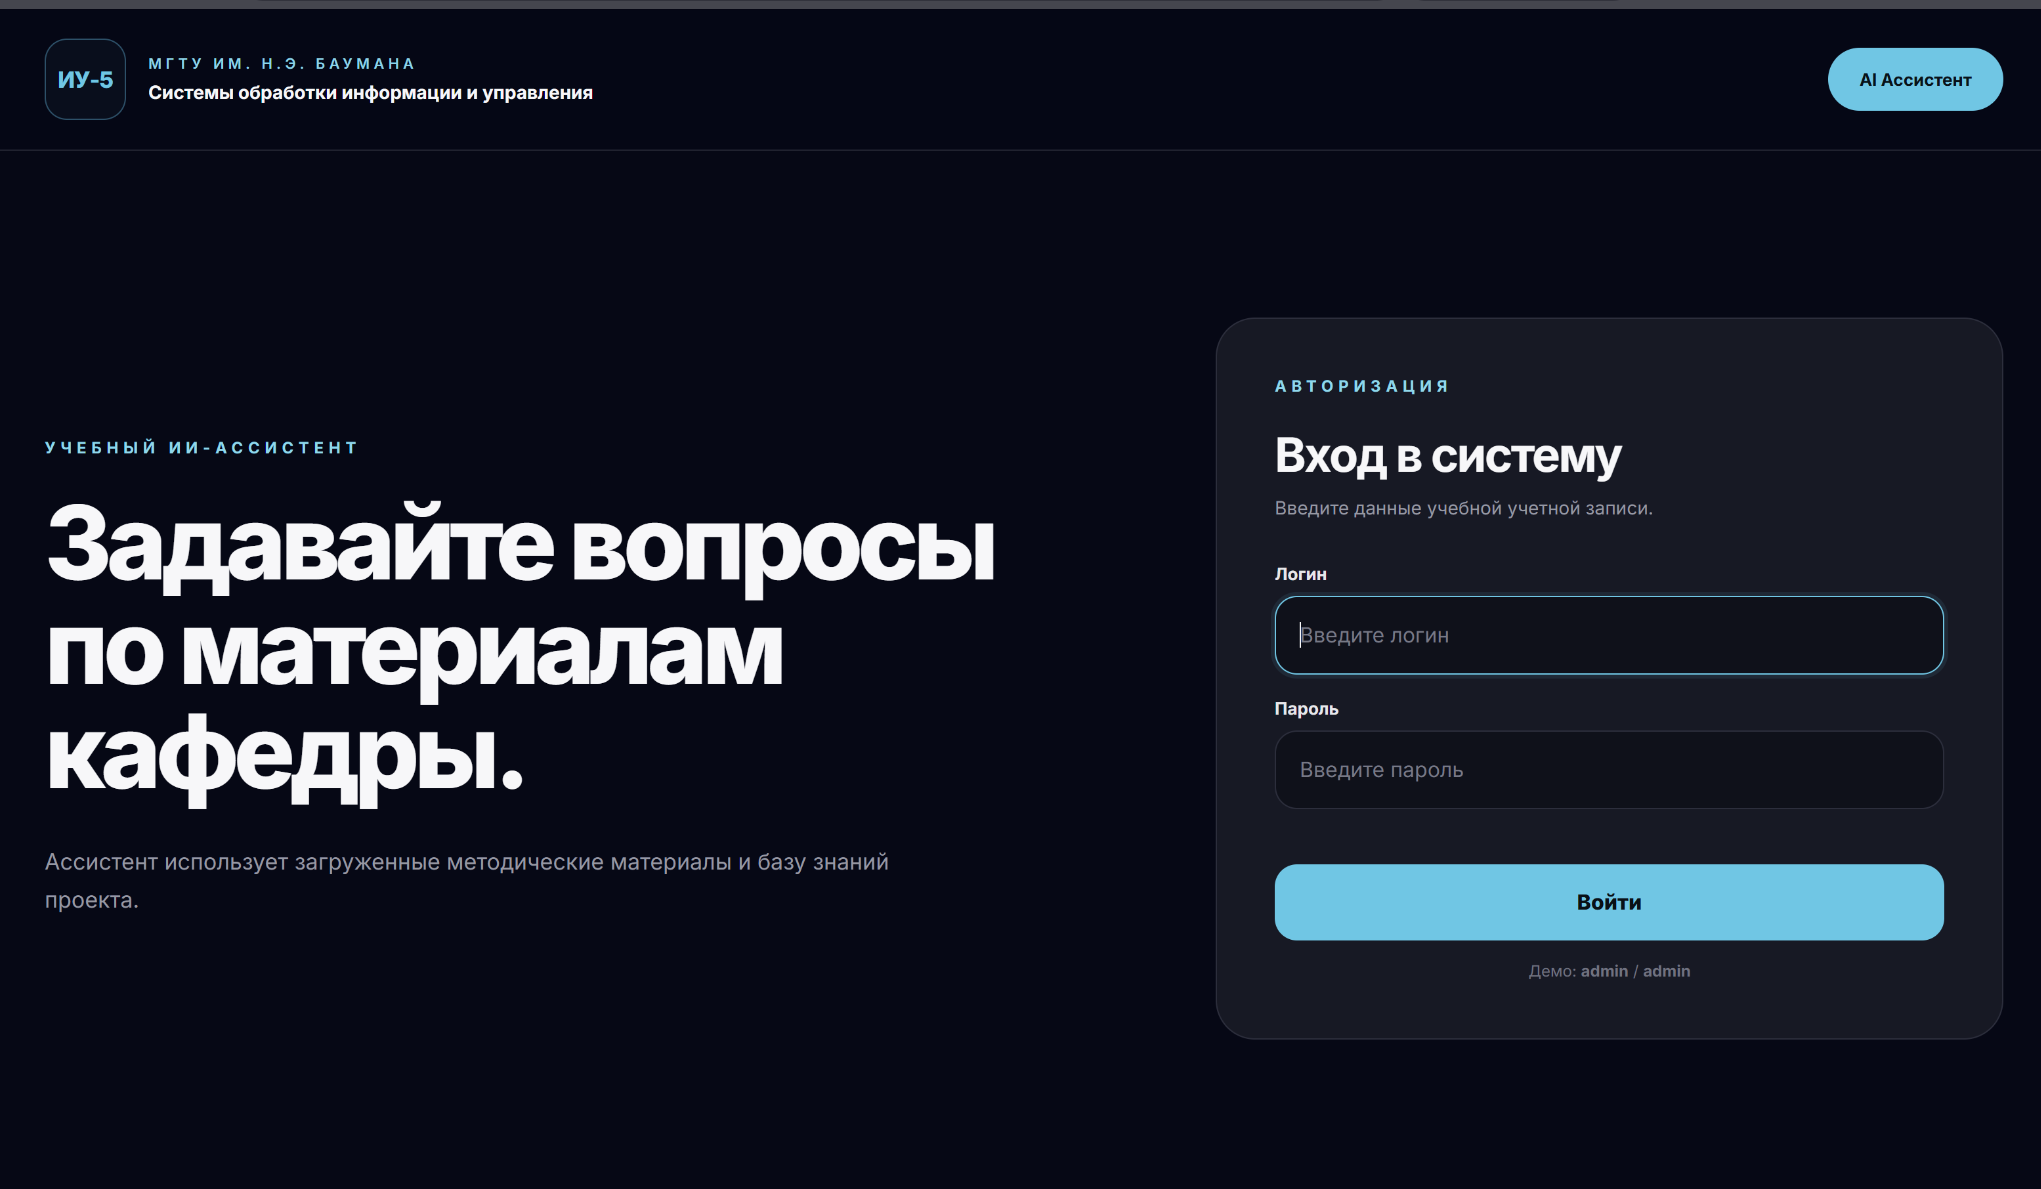 ИУ-5
МГТУ ИМ. Н.Э. БАУМАНА
Системы обработки информации и управления
AI Ассистент
УЧЕБНЫЙ ИИ-АССИСТЕНТ
Задавайте вопросы
по материалам
кафедры.
Ассистент использует загруженные методические материалы и базу знаний
проекта.
АВТОРИЗАЦИЯ
Вход в систему
Введите данные учебной учетной записи.
Логин
Введите логин
Пароль
Введите пароль
Войти
Демо: admin / admin